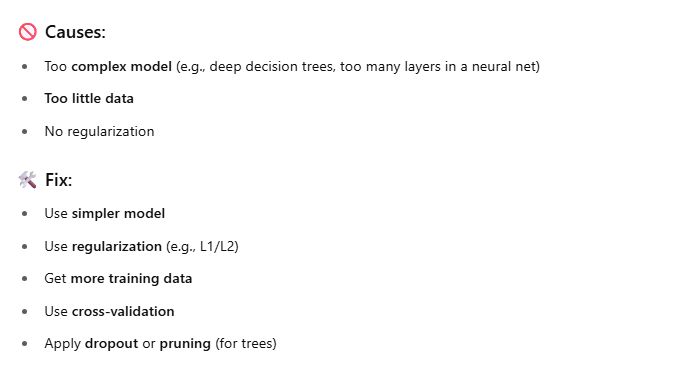 🚫 Causes:
• Too complex model (e.g., deep decision trees, too many layers in a neural net)
• Too little data
• No regularization
🛠 Fix:
• Use simpler model
• Use regularization (e.g., L1/L2)
• Get more training data
• Use cross-validation
• Apply dropout or pruning (for trees)